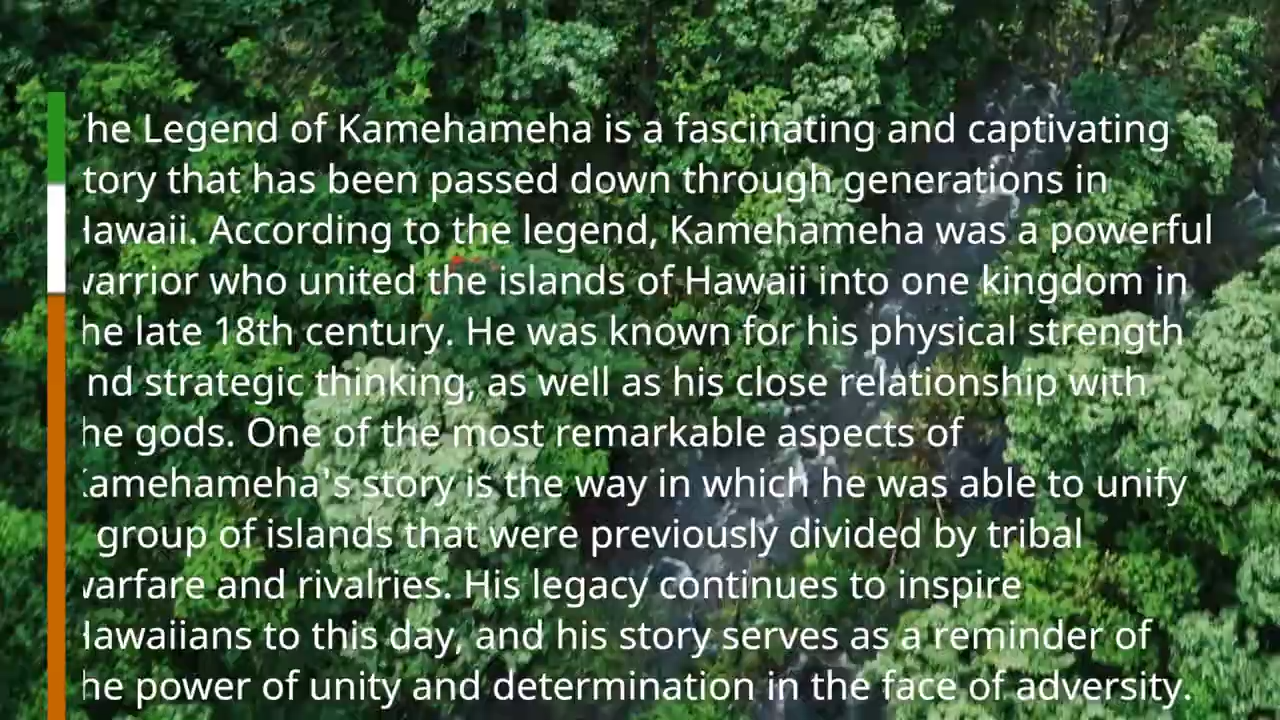 he Legend of Kamehameha is a fascinating and captivating
tory that has been passed down through generations in
Hawaii. According to the legend, Kamehameha was a powerful
warrior who united the islands of Hawaii into one kingdom in
he late 18th century. He was known for his physical strength
nd strategic thinking, as well as his close relationship with
he gods. One of the most remarkable aspects of
Kamehameha's story is the way in which he was able to unify
group of islands that were previously divided by tribal
warfare and rivalries. His legacy continues to inspire
Hawaiians to this day, and his story serves as a reminder of
he power of unity and determination in the face of adversity.